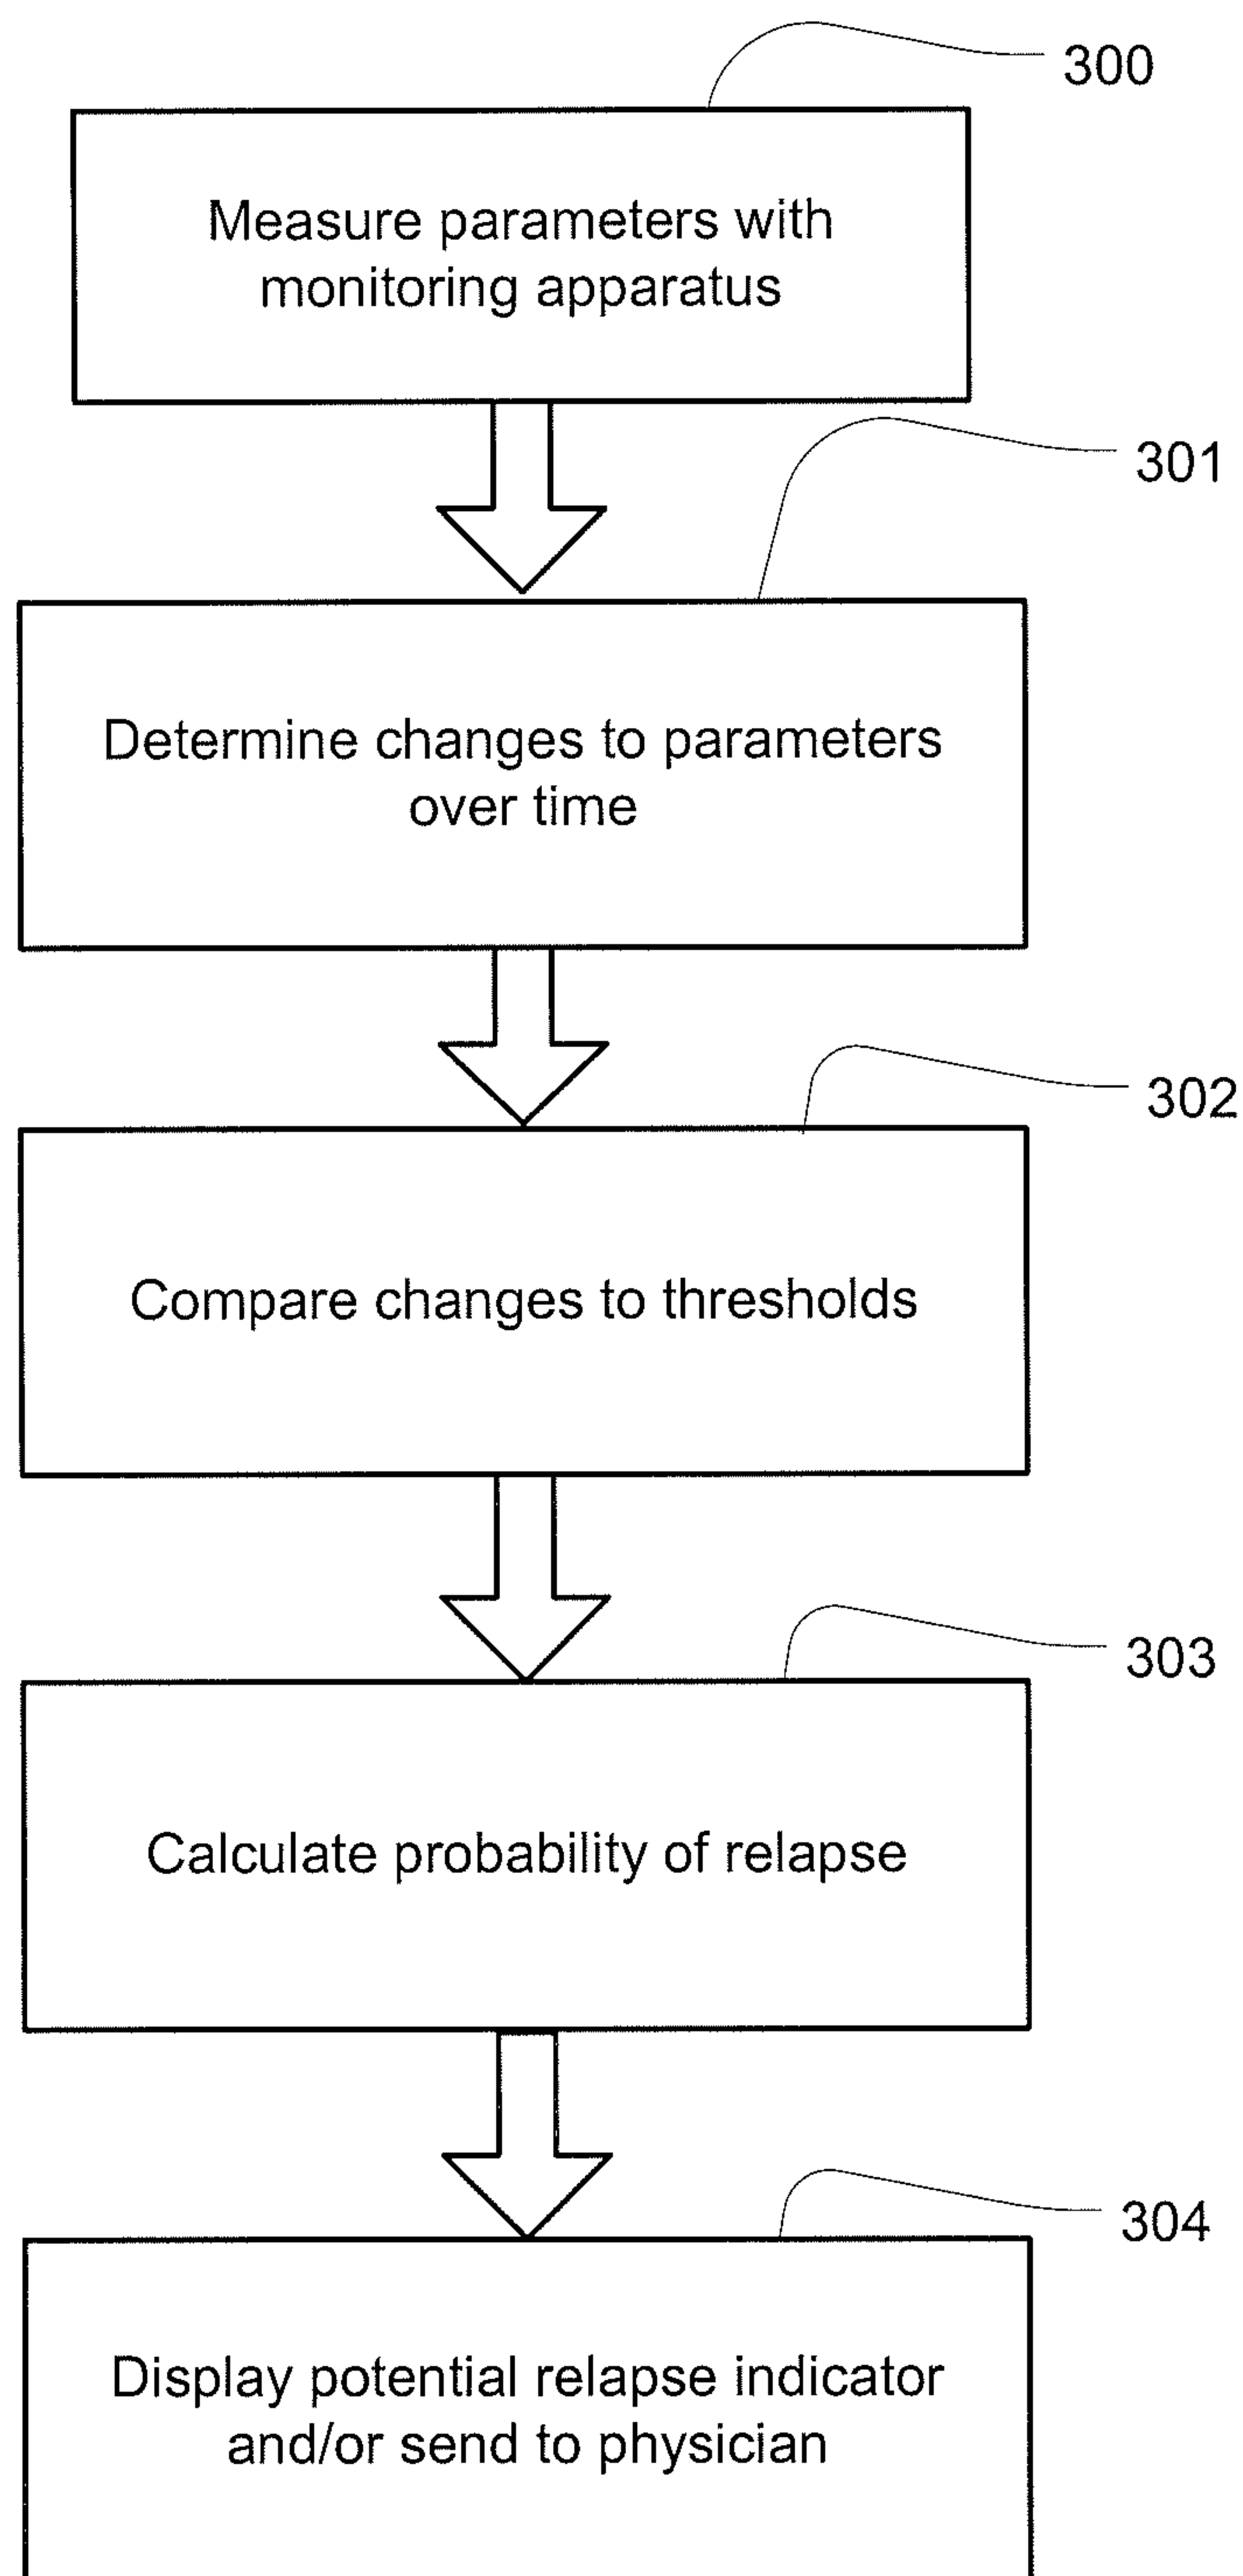 300
Measure parameters with
monitoring apparatus
301
Determine changes to parameters
over time
302
Compare changes to thresholds
303
Calculate probability of relapse
304
Display potential relapse indicator
and/or send to physician